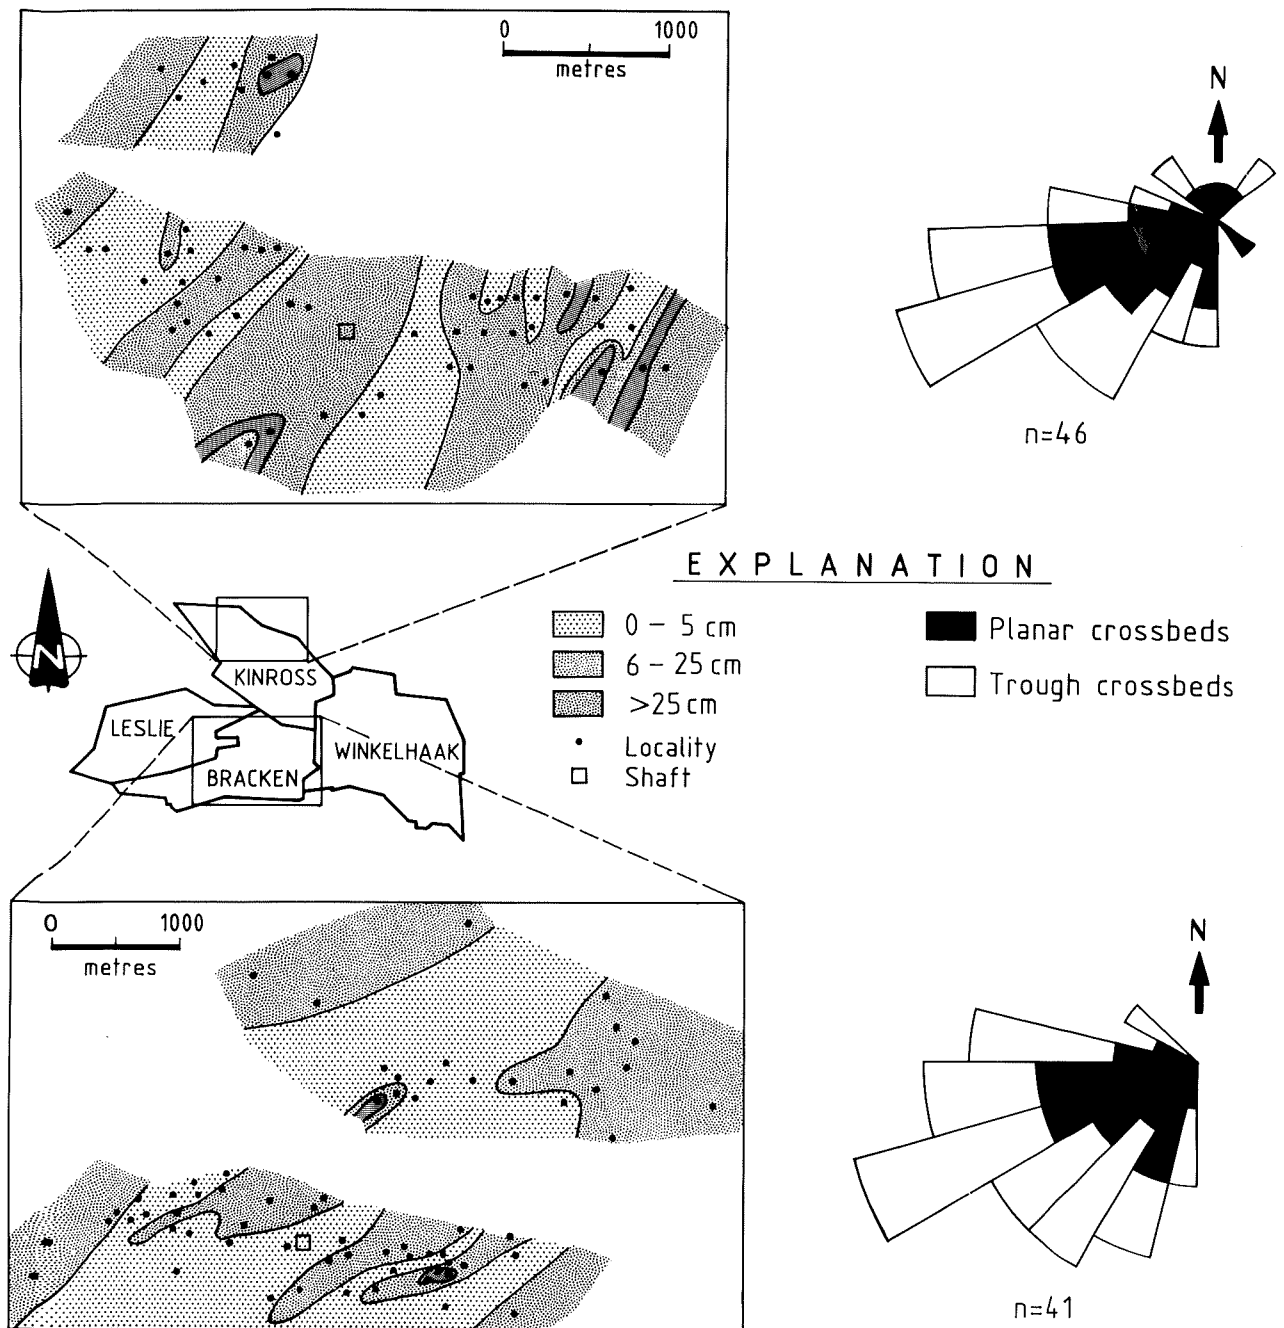 0 1000
metres
N
n=46
EXPLANATION
0 – 5 cm
6 – 25 cm
>25 cm
Locality
Shaft
Planar crossbeds
Trough crossbeds
N
KINROSS
LESLIE
WINKELHAAK
BRACKEN
0 1000
metres
N
n=41